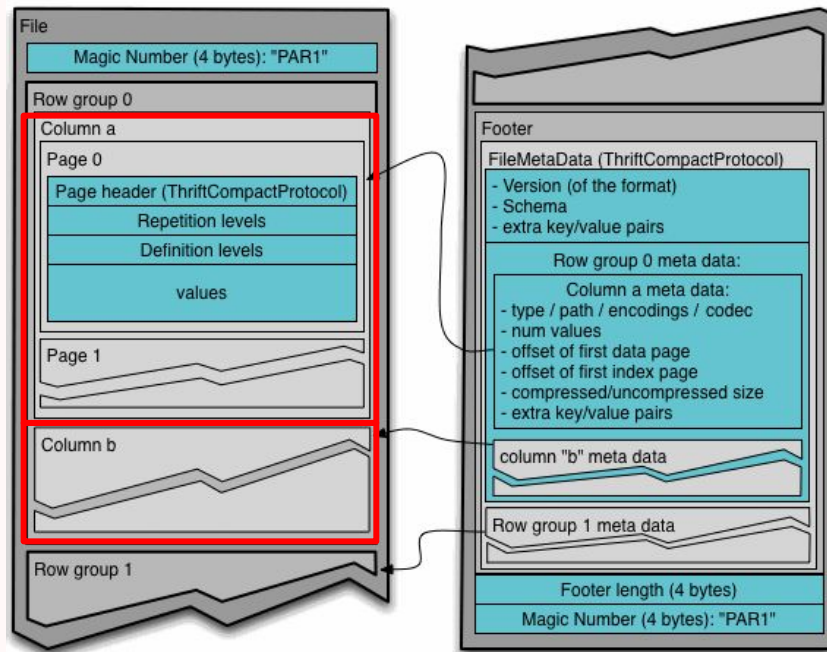 File
Magic Number (4 bytes): "PAR1"
Row group 0
Column a
Page 0
Page header (ThriftCompactProtocol)
Repetition levels
Definition levels
values
Page 1
Column b
Row group 1
Footer
FileMetaData (ThriftCompactProtocol)
- Version (of the format)
- Schema
- extra key/value pairs
Row group 0 meta data:
Column a meta data:
- type / path / encodings / codec
- num values
- offset of first data page
- offset of first index page
- compressed/uncompressed size
- extra key/value pairs
column "b" meta data
Row group 1 meta data
Footer length (4 bytes)
Magic Number (4 bytes): "PAR1"